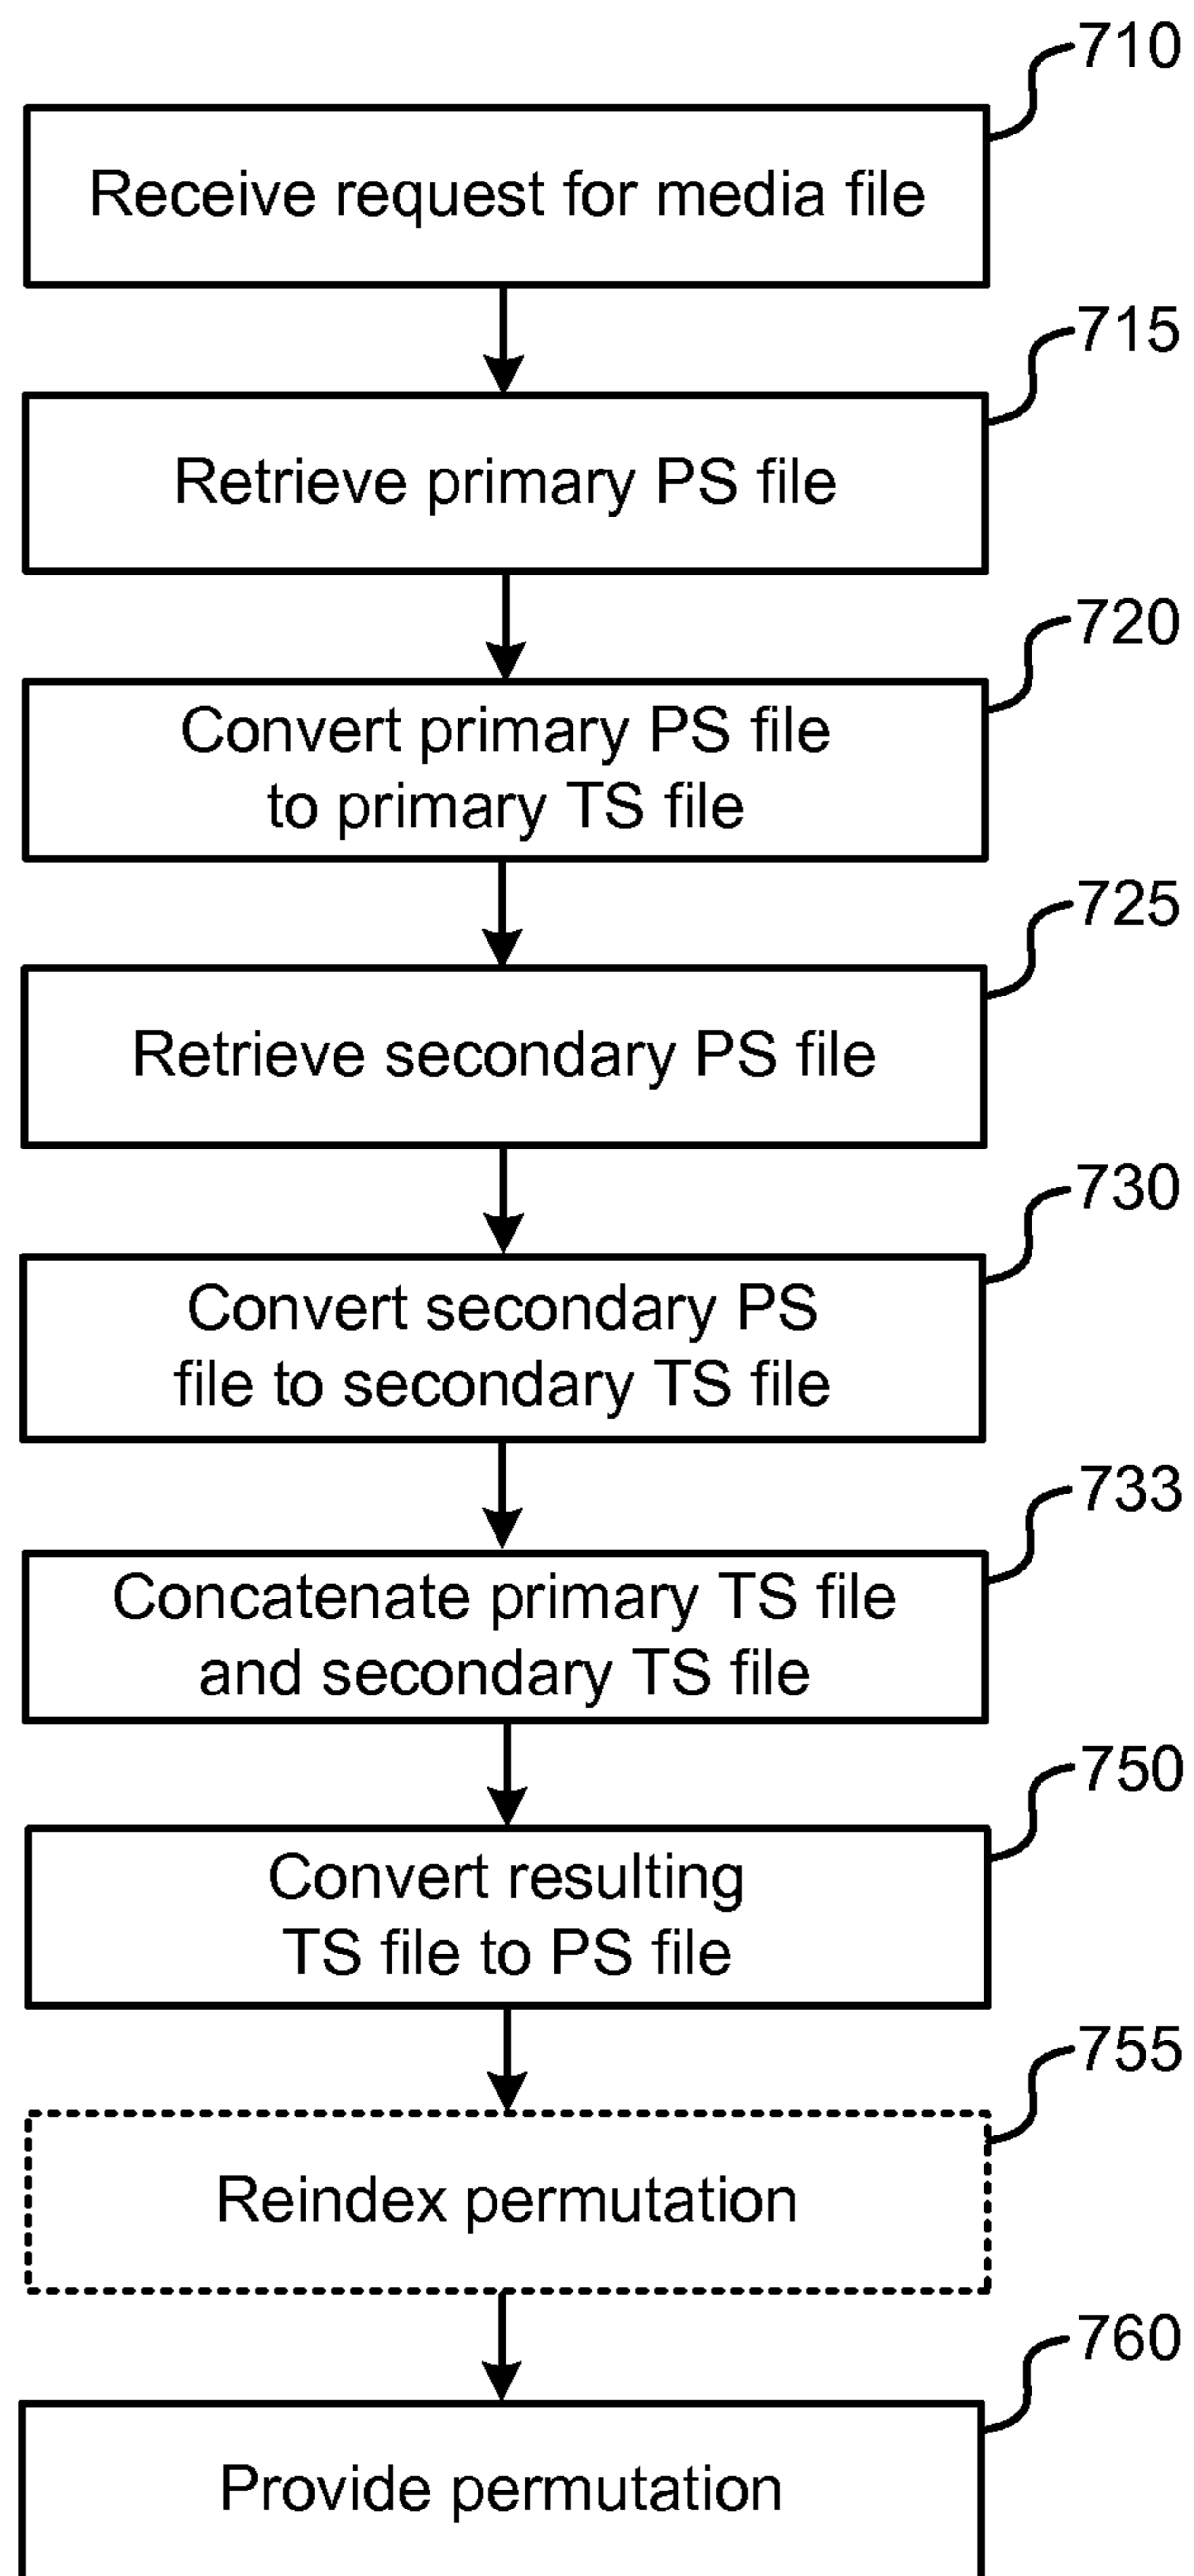 710
Receive request for media file
715
Retrieve primary PS file
720
Convert primary PS file
to primary TS file
725
Retrieve secondary PS file
730
Convert secondary PS
file to secondary TS file
733
Concatenate primary TS file
and secondary TS file
750
Convert resulting
TS file to PS file
755
Reindex permutation
760
Provide permutation